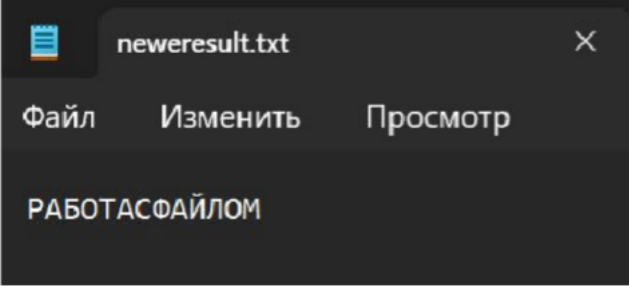 neweresult.txt
Файл Изменить Просмотр
РАБОТАСФАЙЛОМ